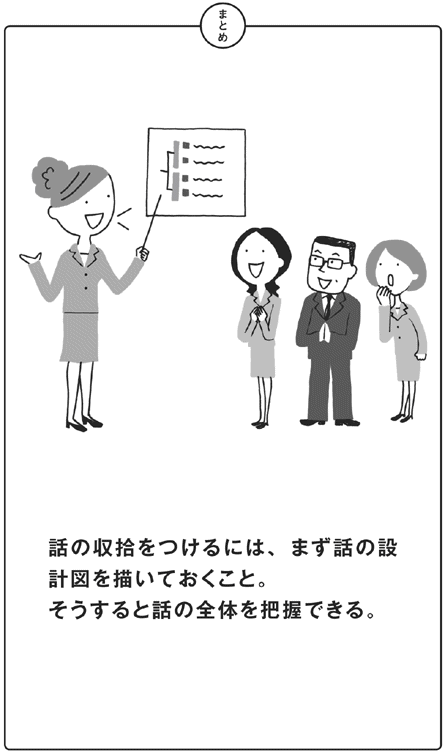 まとめ
話の収拾をつけるには、まず話の設
計図を描いておくこと。
そうすると話の全体を把握できる。